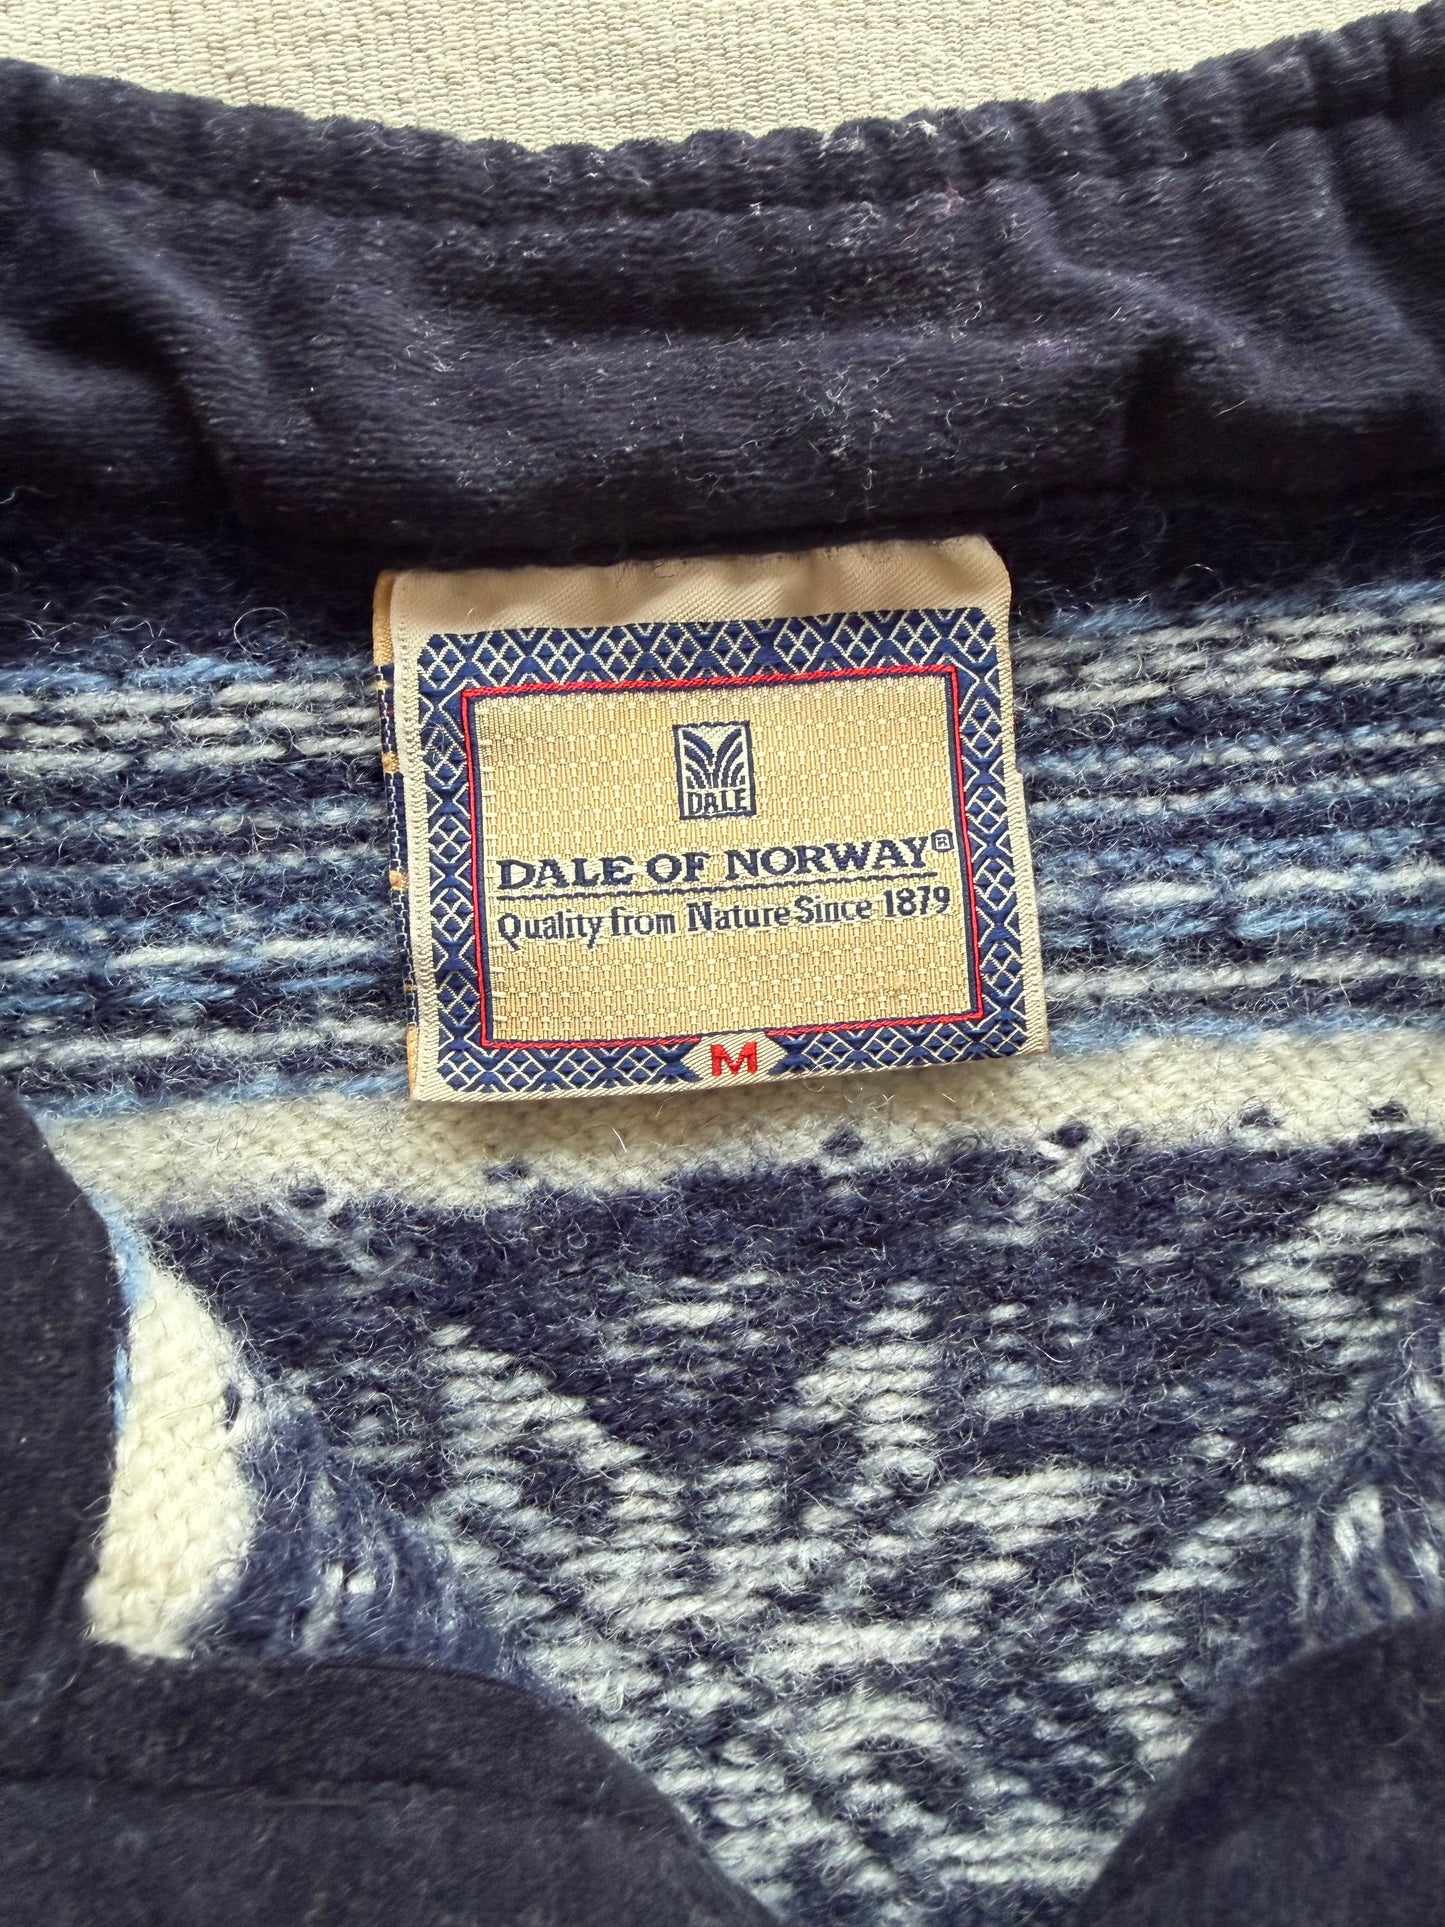 DALE
DALE OF NORWAY®
Quality from Nature Since 1879
M